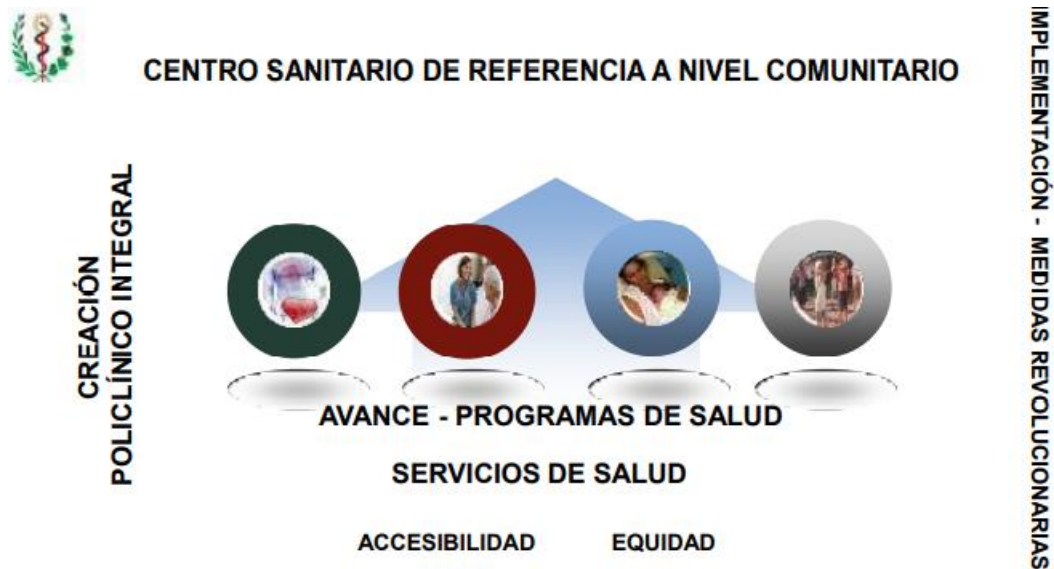 CENTRO SANITARIO DE REFERENCIA A NIVEL COMUNITARIO
CREACIÓN
POLICLÍNICO INTEGRAL
AVANCE - PROGRAMAS DE SALUD
SERVICIOS DE SALUD
ACCESIBILIDAD EQUIDAD
IMPLEMENTACIÓN - MEDIDAS REVOLUCIONARIAS